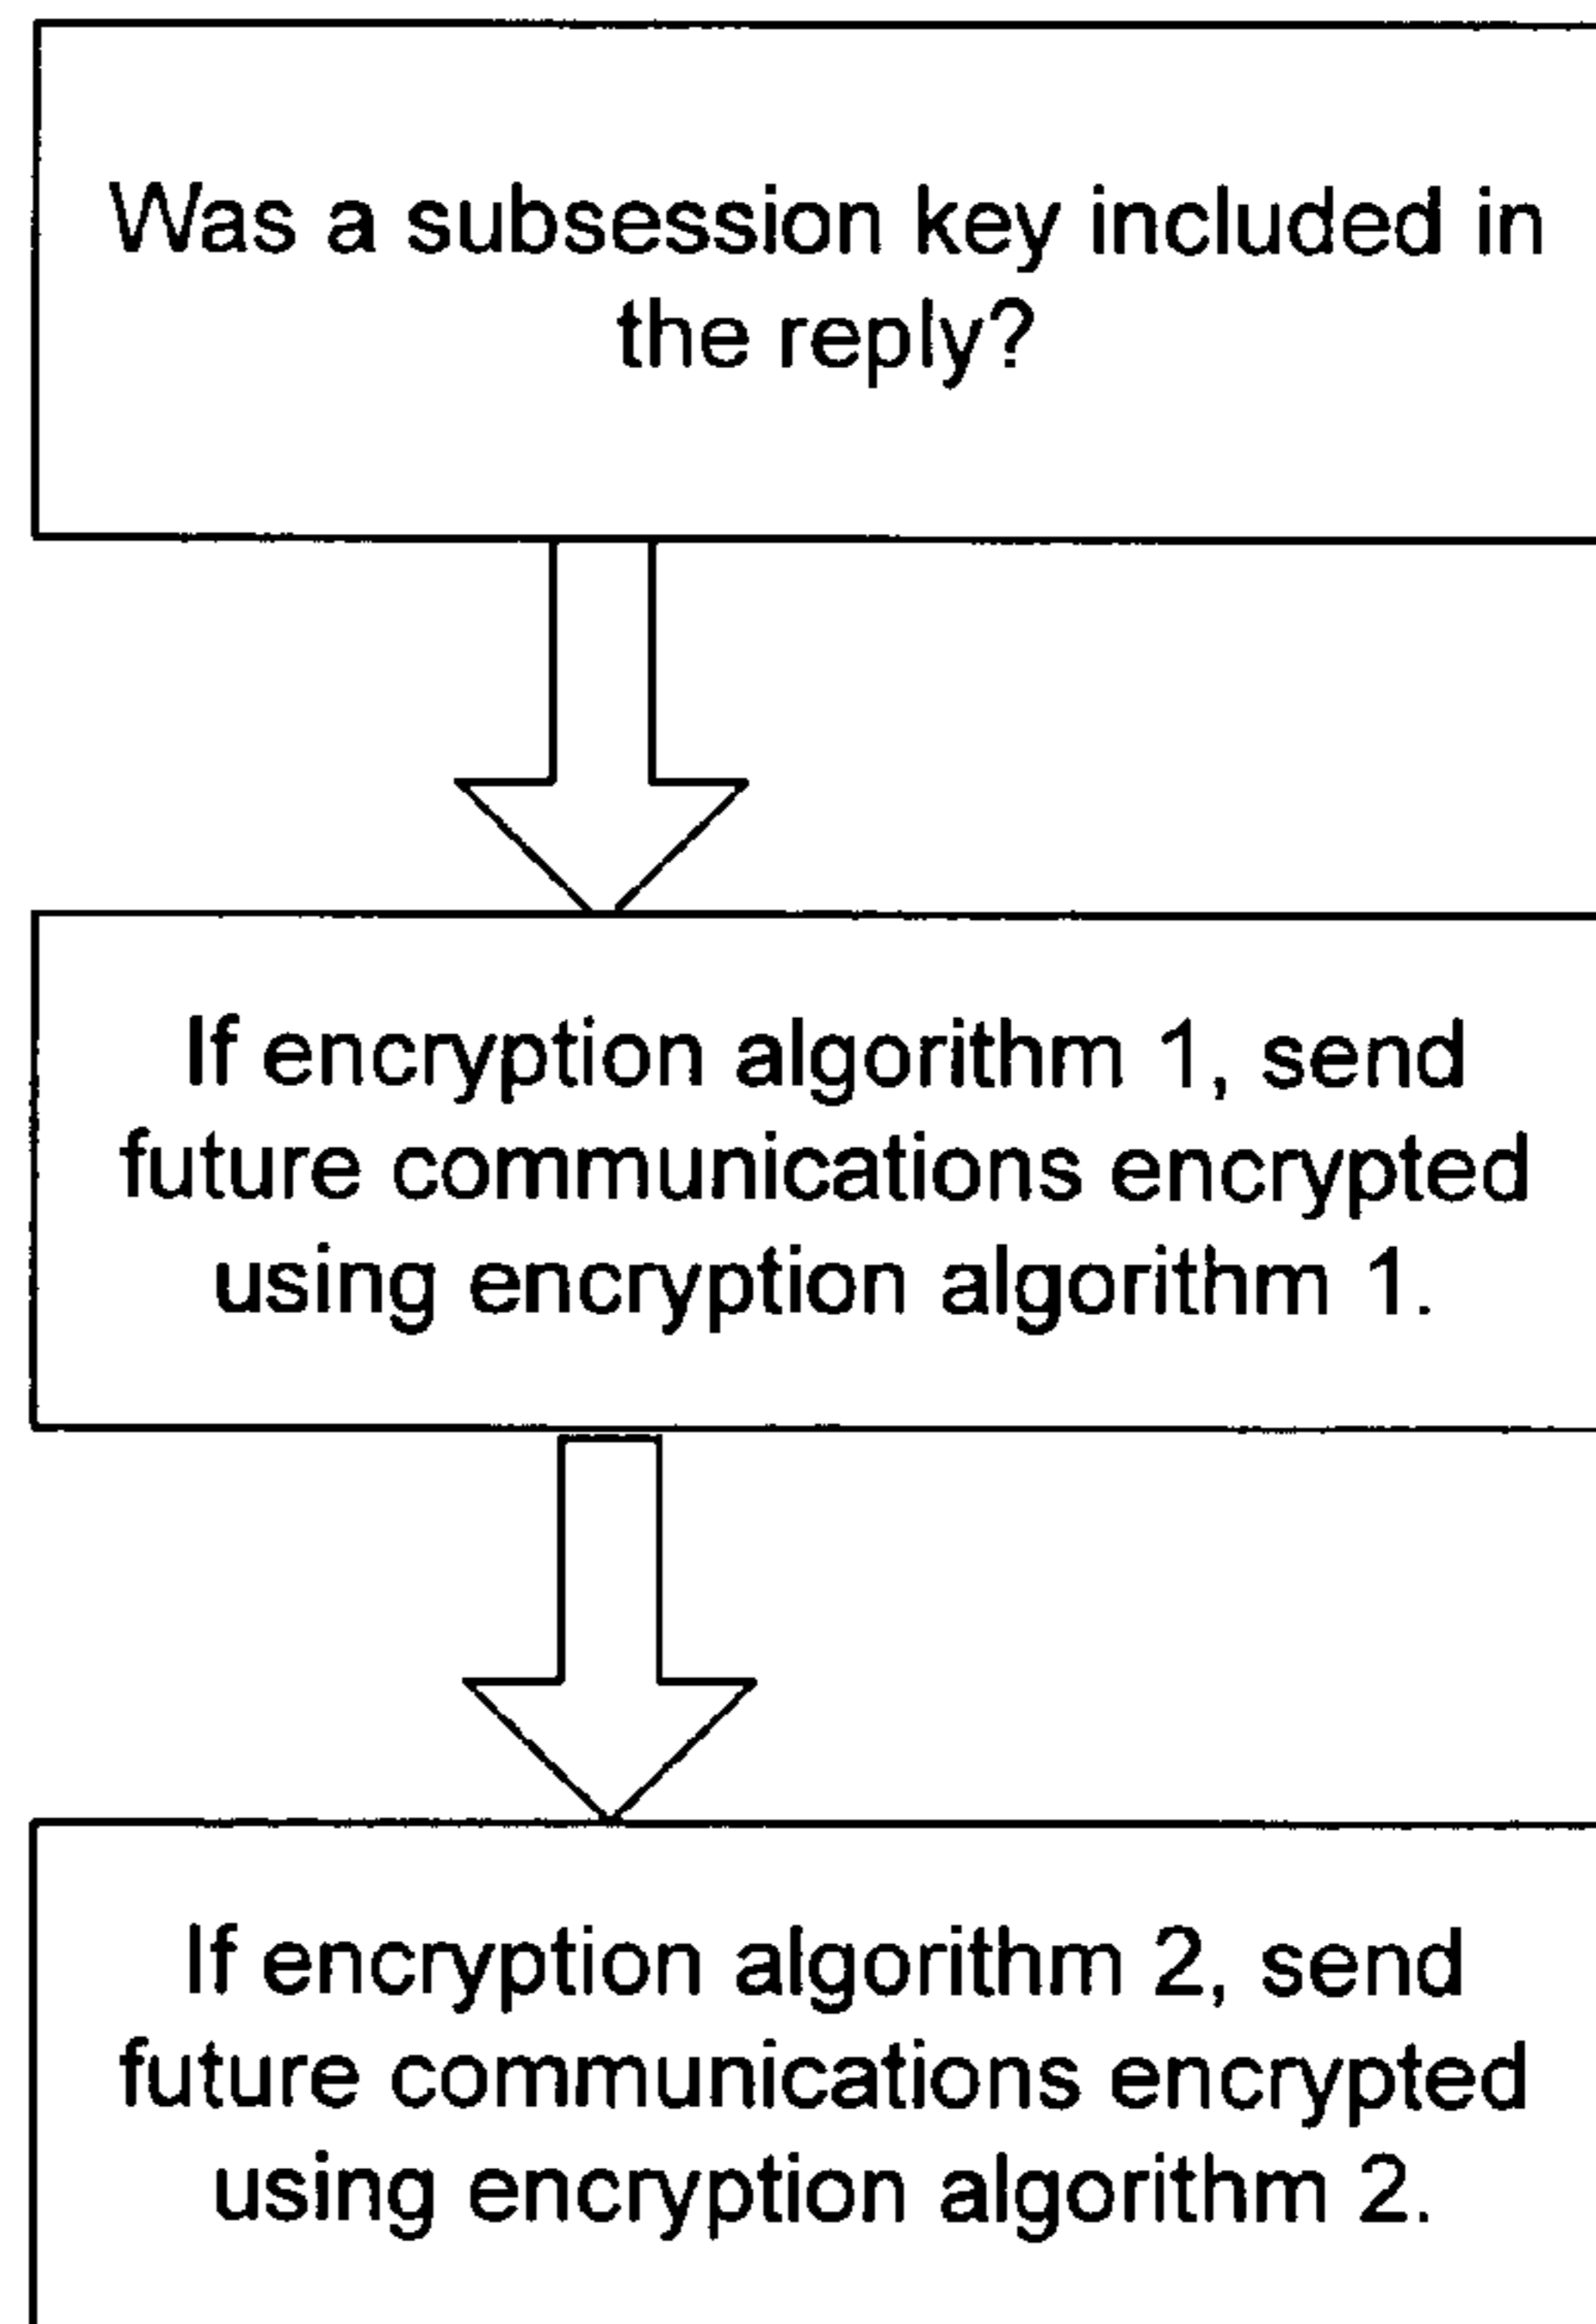 Was a subsession key included in
the reply?
If encryption algorithm 1, send
future communications encrypted
using encryption algorithm 1.
If encryption algorithm 2, send
future communications encrypted
using encryption algorithm 2.